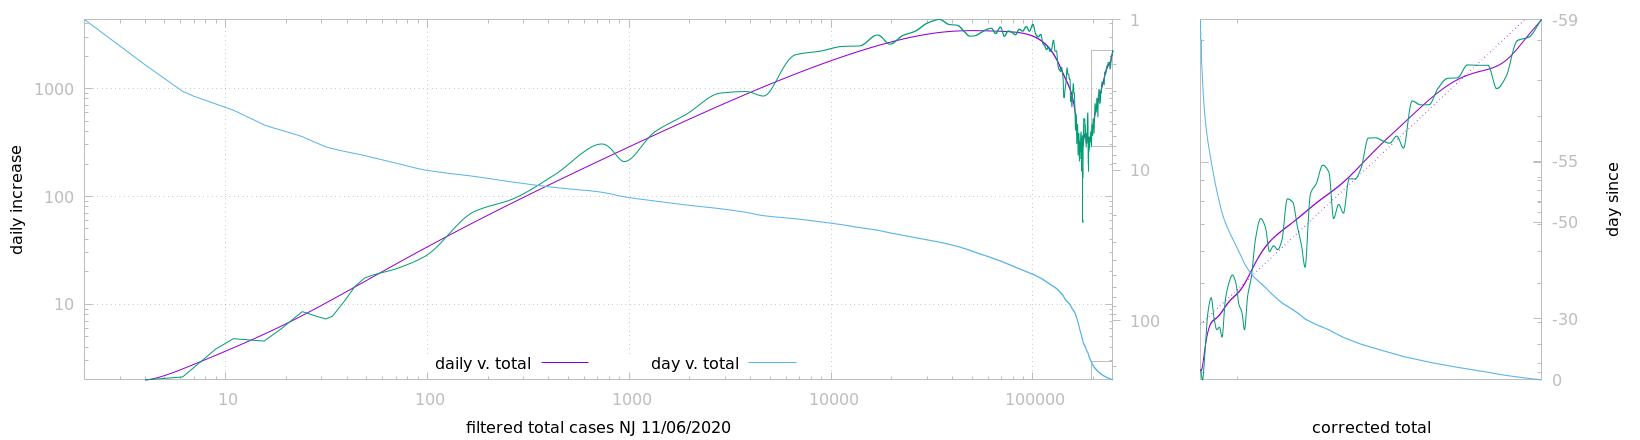 1
-59
1000
daily increase
10
-55
day since
100
-50
10
100
-30
daily v. total
day v. total
0
10
100
1000
10000
100000
filtered total cases NJ 11/06/2020
corrected total